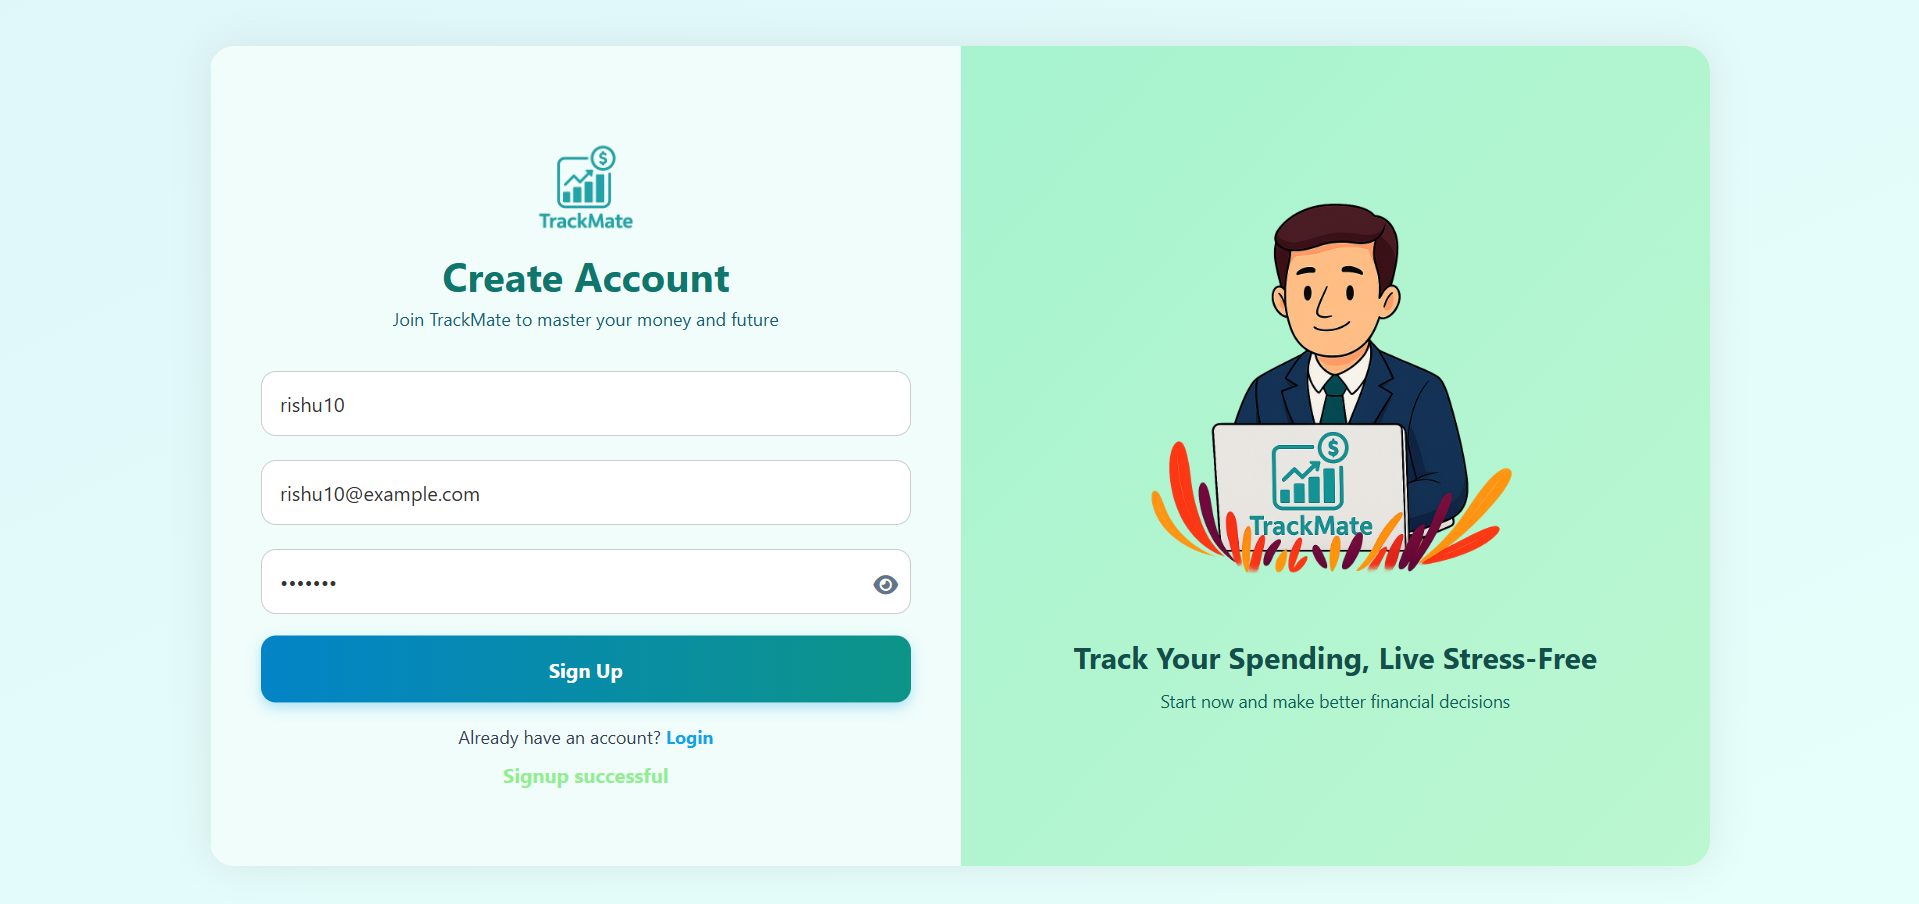 $
TrackMate
Create Account
Join TrackMate to master your money and future
rishu10
rishu10@example.com
•••••••
Sign Up
Already have an account? Login
Signup successful
$
TrackMate
Track Your Spending, Live Stress-Free
Start now and make better financial decisions